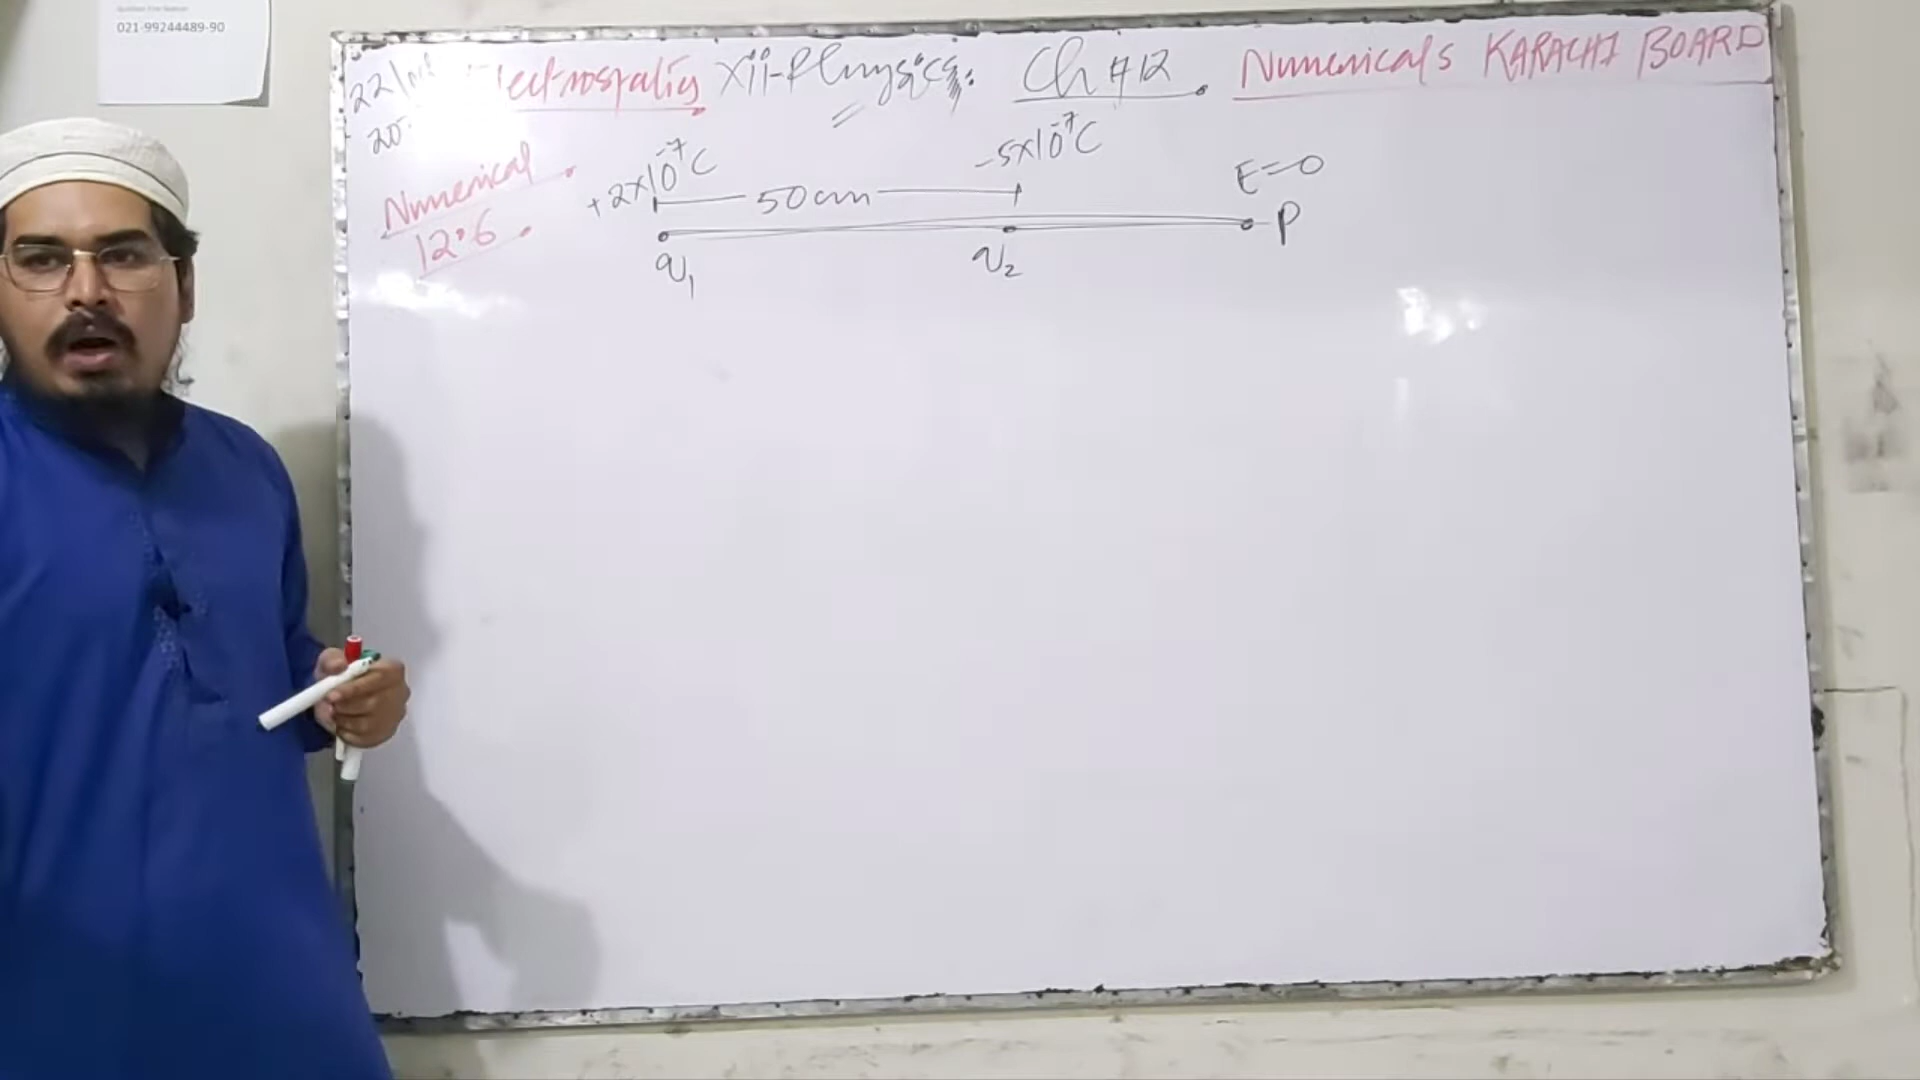 021-99244489-90
22
Electrostatics XII-Physics: Ch # 12. Numericals KARACHI BOARD
Numerical
12.6
+2×10⁻⁷C
50cm
-5×10⁻⁷C
E=0
P
q₁
q₂